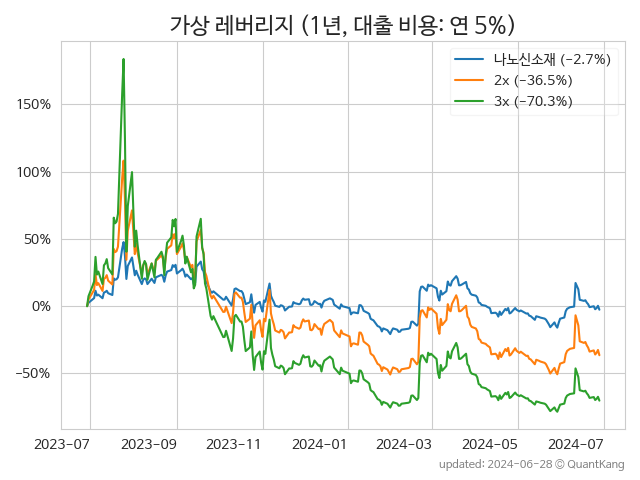 가상 레버리지 (1년, 대출 비용: 연 5%)
나노신소재 (−2.7%)
2x (−36.5%)
3x (−70.3%)
150%
100%
50%
0%
−50%
2023-07
2023-09
2023-11
2024-01
2024-03
2024-05
2024-07
updated: 2024-06-28 © QuantKang